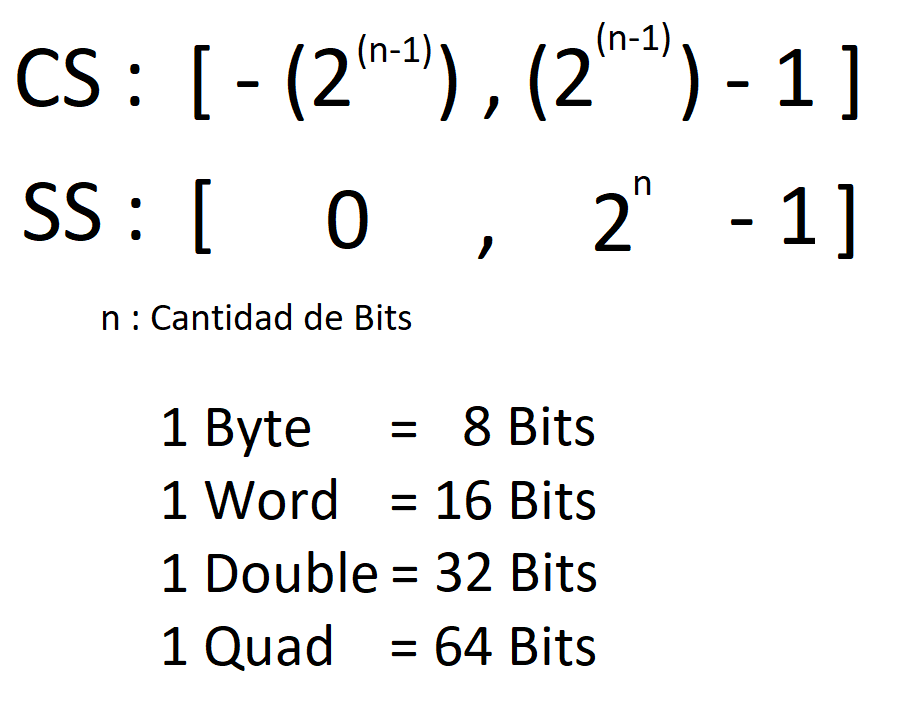 CS : [ - (2^(n-1)) , (2^(n-1)) - 1 ]
SS : [ 0 , 2^n - 1 ]
n : Cantidad de Bits
1 Byte = 8 Bits
1 Word = 16 Bits
1 Double = 32 Bits
1 Quad = 64 Bits